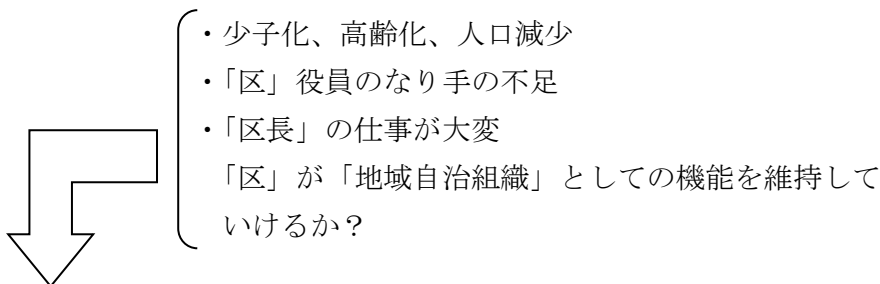 ・少子化、高齢化、人口減少
・「区」役員のなり手の不足
・「区長」の仕事が大変
「区」が「地域自治組織」としての機能を維持して
いけるか？